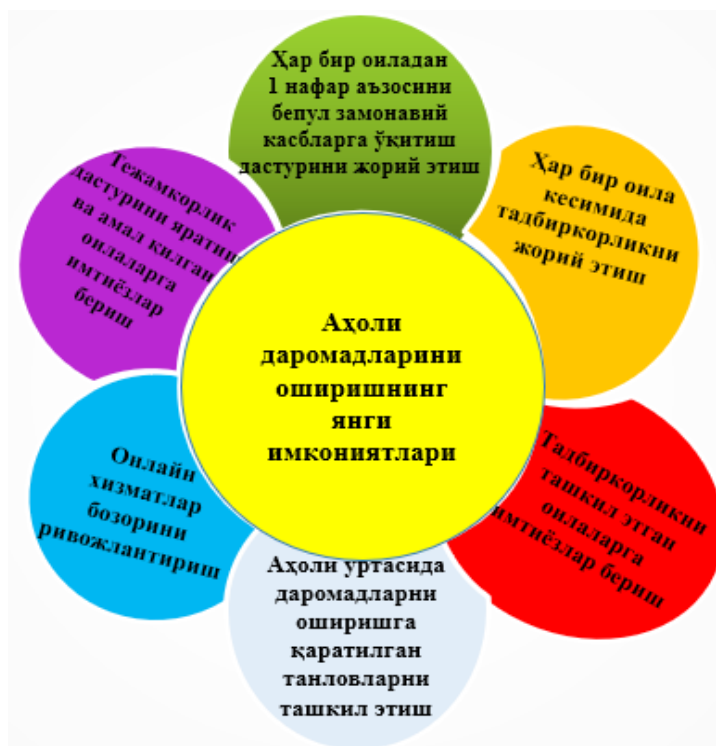 Ҳар бир оиладан
1 нафар аъзосини
бепул замонавий
касбларга ўқитиш
дастурини жорий этиш
Ҳар бир оила
кесимида
тадбиркорликни
жорий этиш
Тадбиркорликни
ташкил этган
оилаларга
имтиёзлар бериш
Аҳоли ўртасида
даромадларни
оширишга
қаратилган
танловларни
ташкил этиш
Онлайн
хизматлар
бозорини
ривожлантириш
Тежамкорлик
дастурини яратиш
ва амал қилган
оилаларга
имтиёзлар
бериш
Аҳоли
даромадларини
оширишнинг
янги
имкониятлари